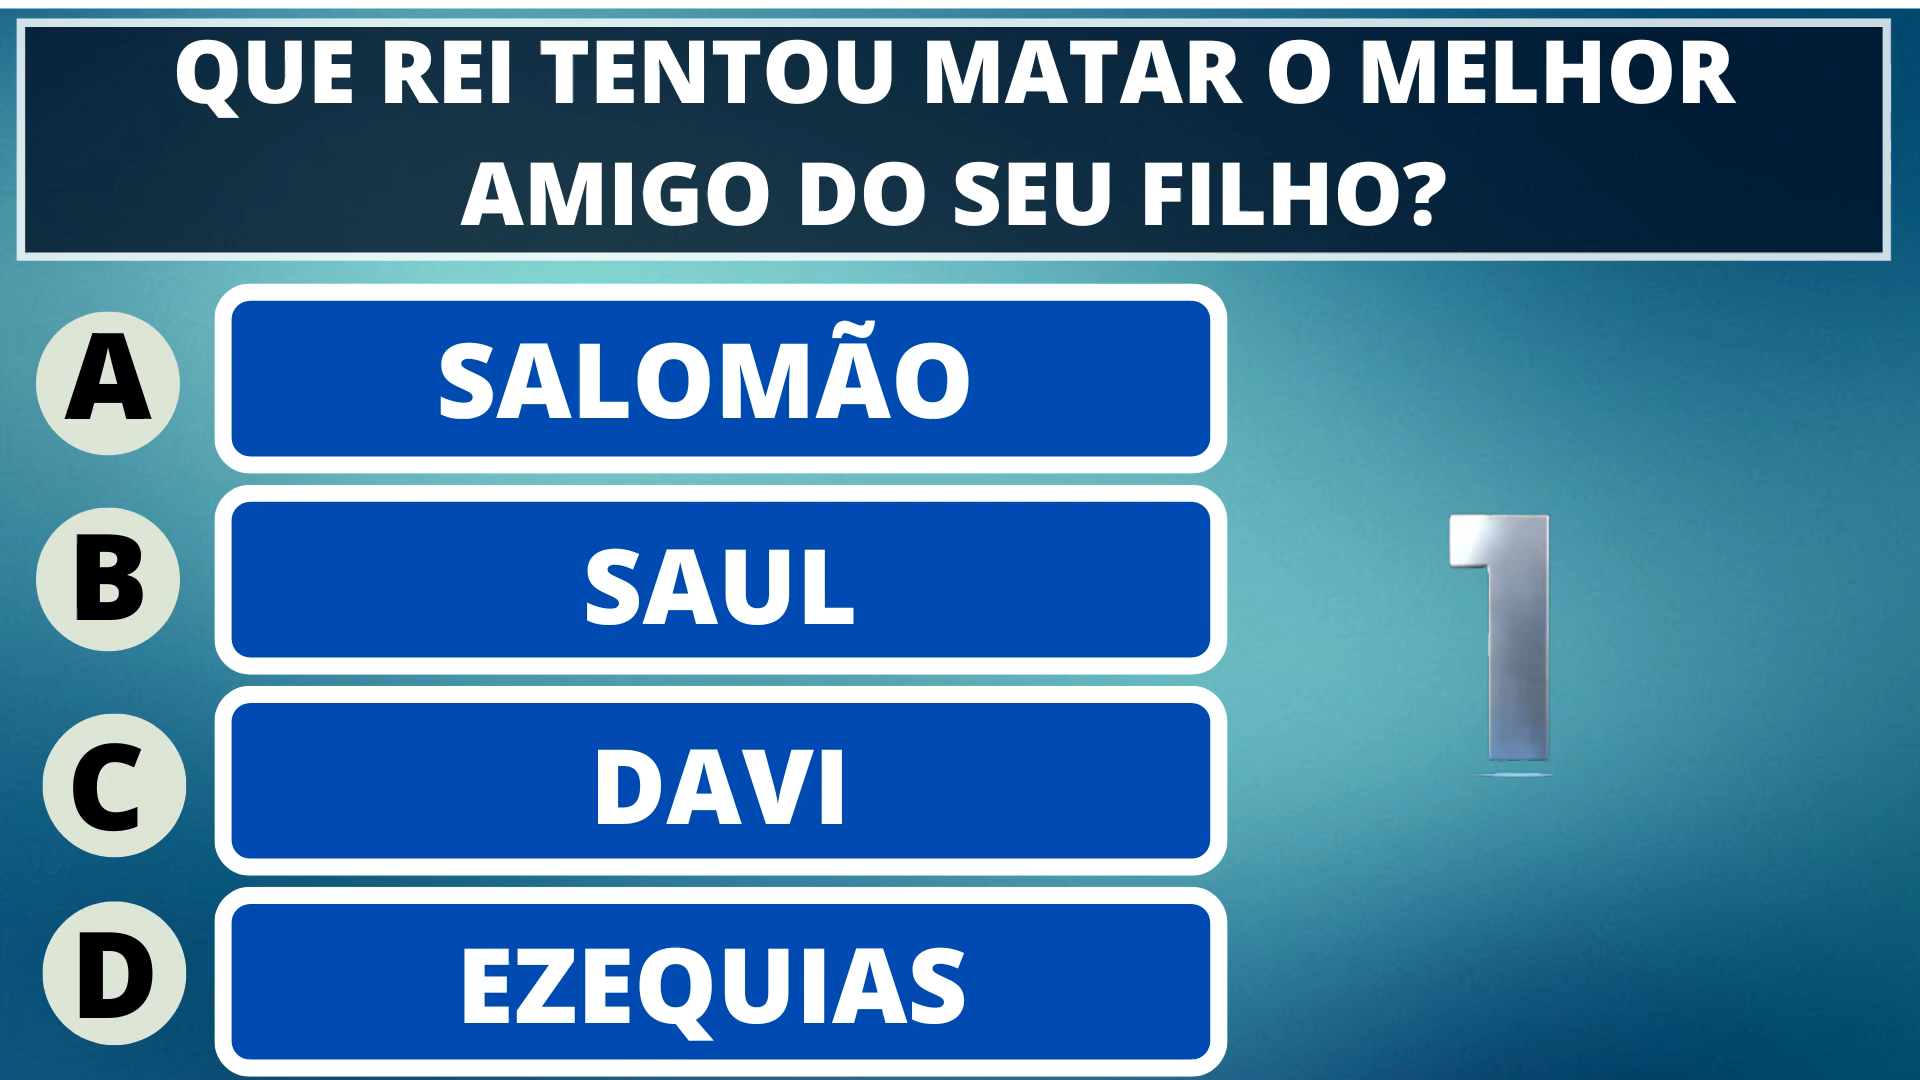 QUE REI TENTOU MATAR O MELHOR
AMIGO DO SEU FILHO?
A
SALOMÃO
B
SAUL
1
C
DAVI
D
EZEQUIAS